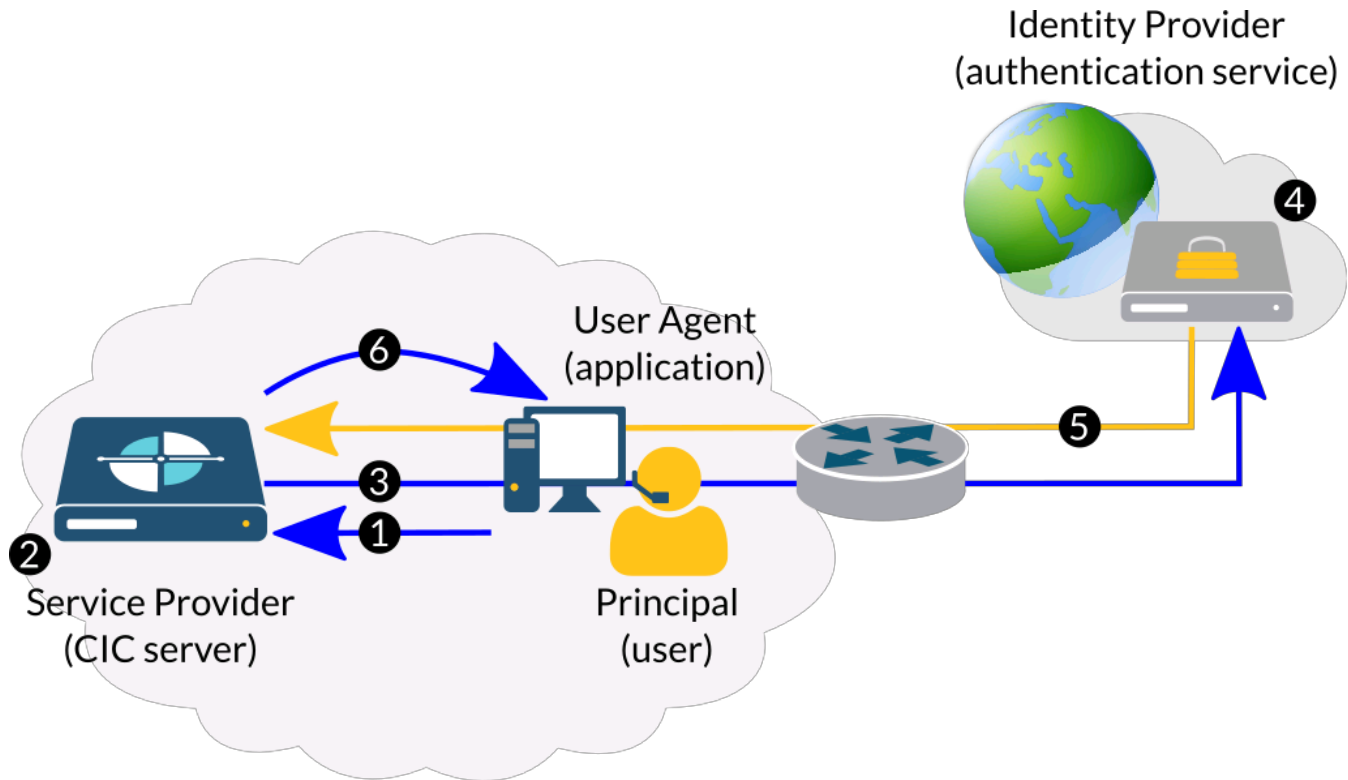 Identity Provider
(authentication service)
4
User Agent
(application)
6
5
3
1
2
Service Provider
(CIC server)
Principal
(user)